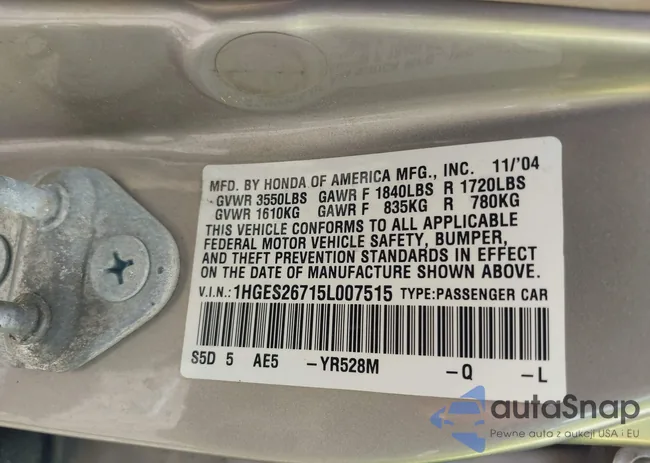 MFD. BY HONDA OF AMERICA MFG., INC. 11/'04
GVWR 3550LBS GAWR F 1840LBS R 1720LBS
GVWR 1610KG GAWR F 835KG R 780KG
THIS VEHICLE CONFORMS TO ALL APPLICABLE
FEDERAL MOTOR VEHICLE SAFETY, BUMPER,
AND THEFT PREVENTION STANDARDS IN EFFECT
ON THE DATE OF MANUFACTURE SHOWN ABOVE.
V.I.N.: 1HGES26715L007515 TYPE:PASSENGER CAR
S5D 5 AE5 -YR528M -Q -L
autaSnap
Pewne auta z aukcji USA i EU